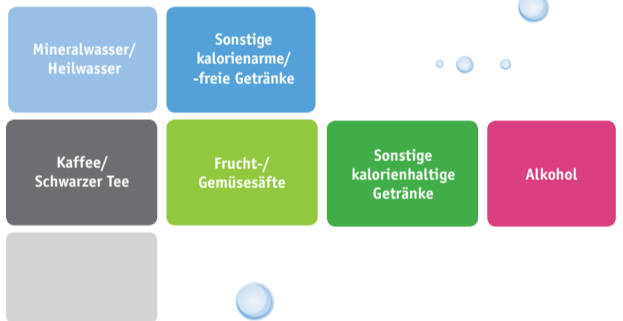 Mineralwasser/
Heilwasser
Sonstige
kalorienarme/
-freie Getränke
Kaffee/
Schwarzer Tee
Frucht-/
Gemüsesäfte
Sonstige
kalorienhaltige
Getränke
Alkohol